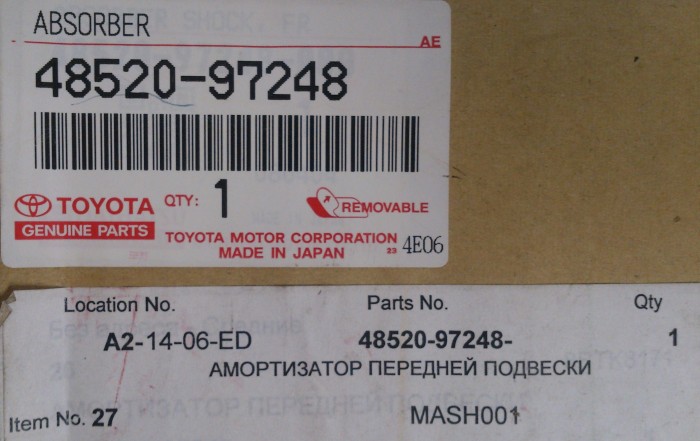 ABSORBER
AE
48520-97248
TOYOTA
GENUINE PARTS
QTY: 1
REMOVABLE
TOYOTA MOTOR CORPORATION
MADE IN JAPAN
23 4E06
Location No. Parts No. Qty
A2-14-06-ED 48520-97248- 1
АМОРТИЗАТОР ПЕРЕДНЕЙ ПОДВЕСКИ
Item No. 27 MASH001